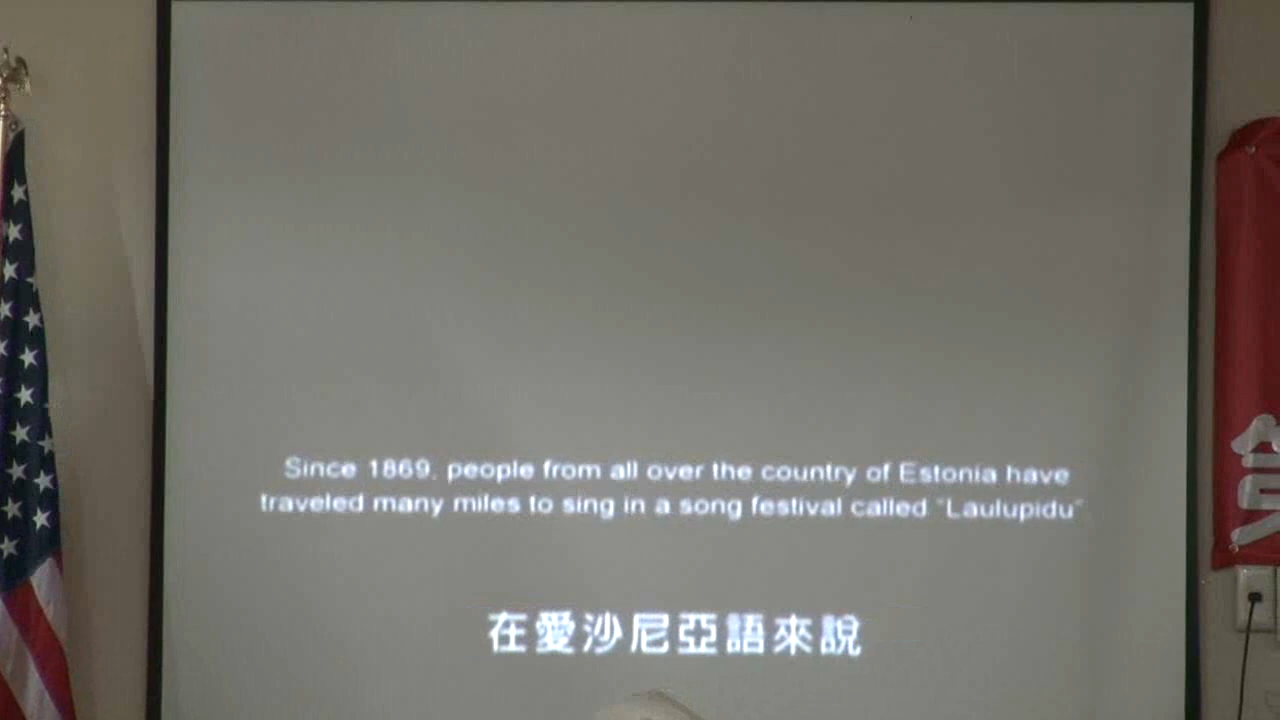 Since 1869, people from all over the country of Estonia have
traveled many miles to sing in a song festival called "Laulupidu"
在愛沙尼亞語來說